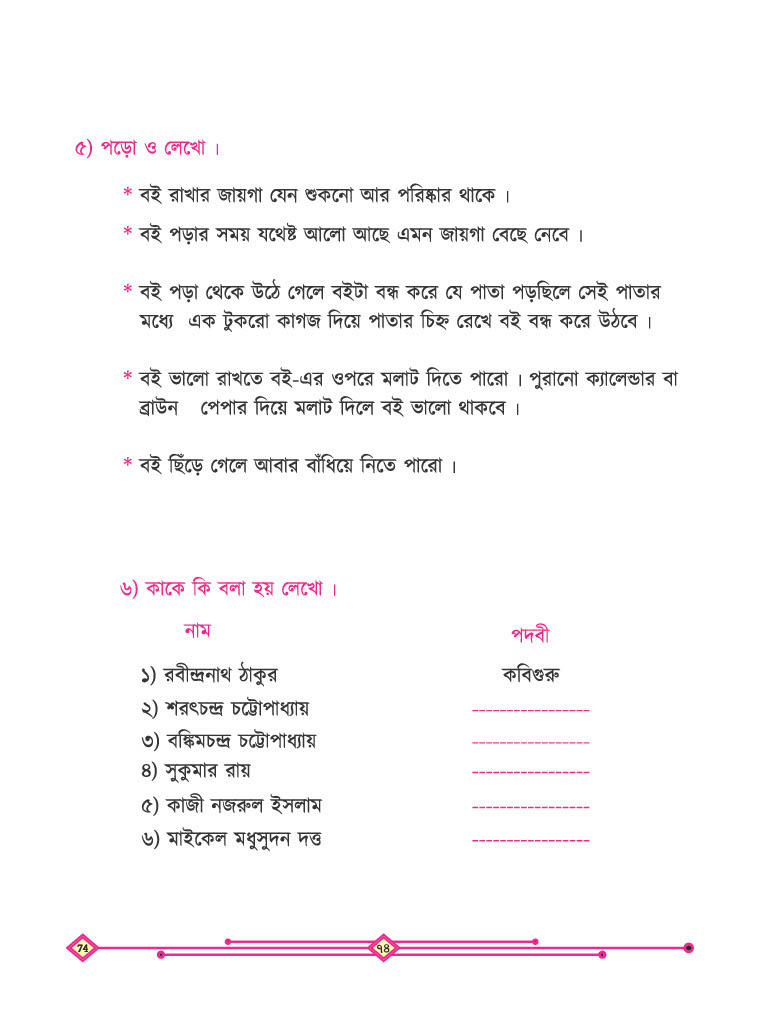 ৫) পড়ো ও লেখো ।
* বই রাখার জায়গা যেন শুকনো আর পরিষ্কার থাকে ।
* বই পড়ার সময় যথেষ্ট আলো আছে এমন জায়গা বেছে নেবে ।
* বই পড়া থেকে উঠে গেলে বইটা বন্ধ করে যে পাতা পড়ছিলে সেই পাতার
মধ্যে এক টুকরো কাগজ দিয়ে পাতার চিহ্ন রেখে বই বন্ধ করে উঠবে ।
* বই ভালো রাখতে বই-এর ওপরে মলাট দিতে পারো । পুরানো ক্যালেন্ডার বা
ব্রাউন পেপার দিয়ে মলাট দিলে বই ভালো থাকবে ।
* বই ছিঁড়ে গেলে আবার বাঁধিয়ে নিতে পারো ।
৬) কাকে কি বলা হয় লেখো ।
নাম পদবী
১) রবীন্দ্রনাথ ঠাকুর কবিগুরু
২) শরৎচন্দ্র চট্টোপাধ্যায় -----------------
৩) বঙ্কিমচন্দ্র চট্টোপাধ্যায় -----------------
৪) সুকুমার রায় -----------------
৫) কাজী নজরুল ইসলাম -----------------
৬) মাইকেল মধুসুদন দত্ত -----------------
74 ৭৪